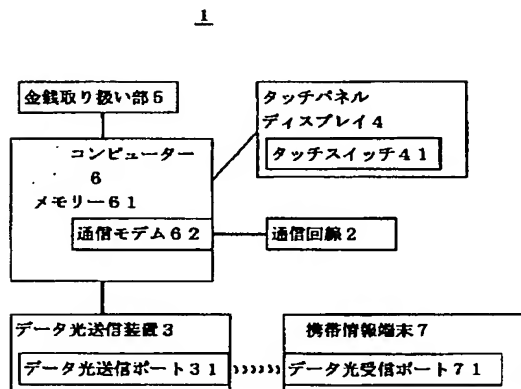 1
金銭取り扱い部5
タッチパネル
ディスプレイ4
タッチスイッチ41
コンピューター
6
メモリー61
通信モデム62
通信回線2
データ光送信装置3
データ光送信ポート31
携帯情報端末7
データ光受信ポート71